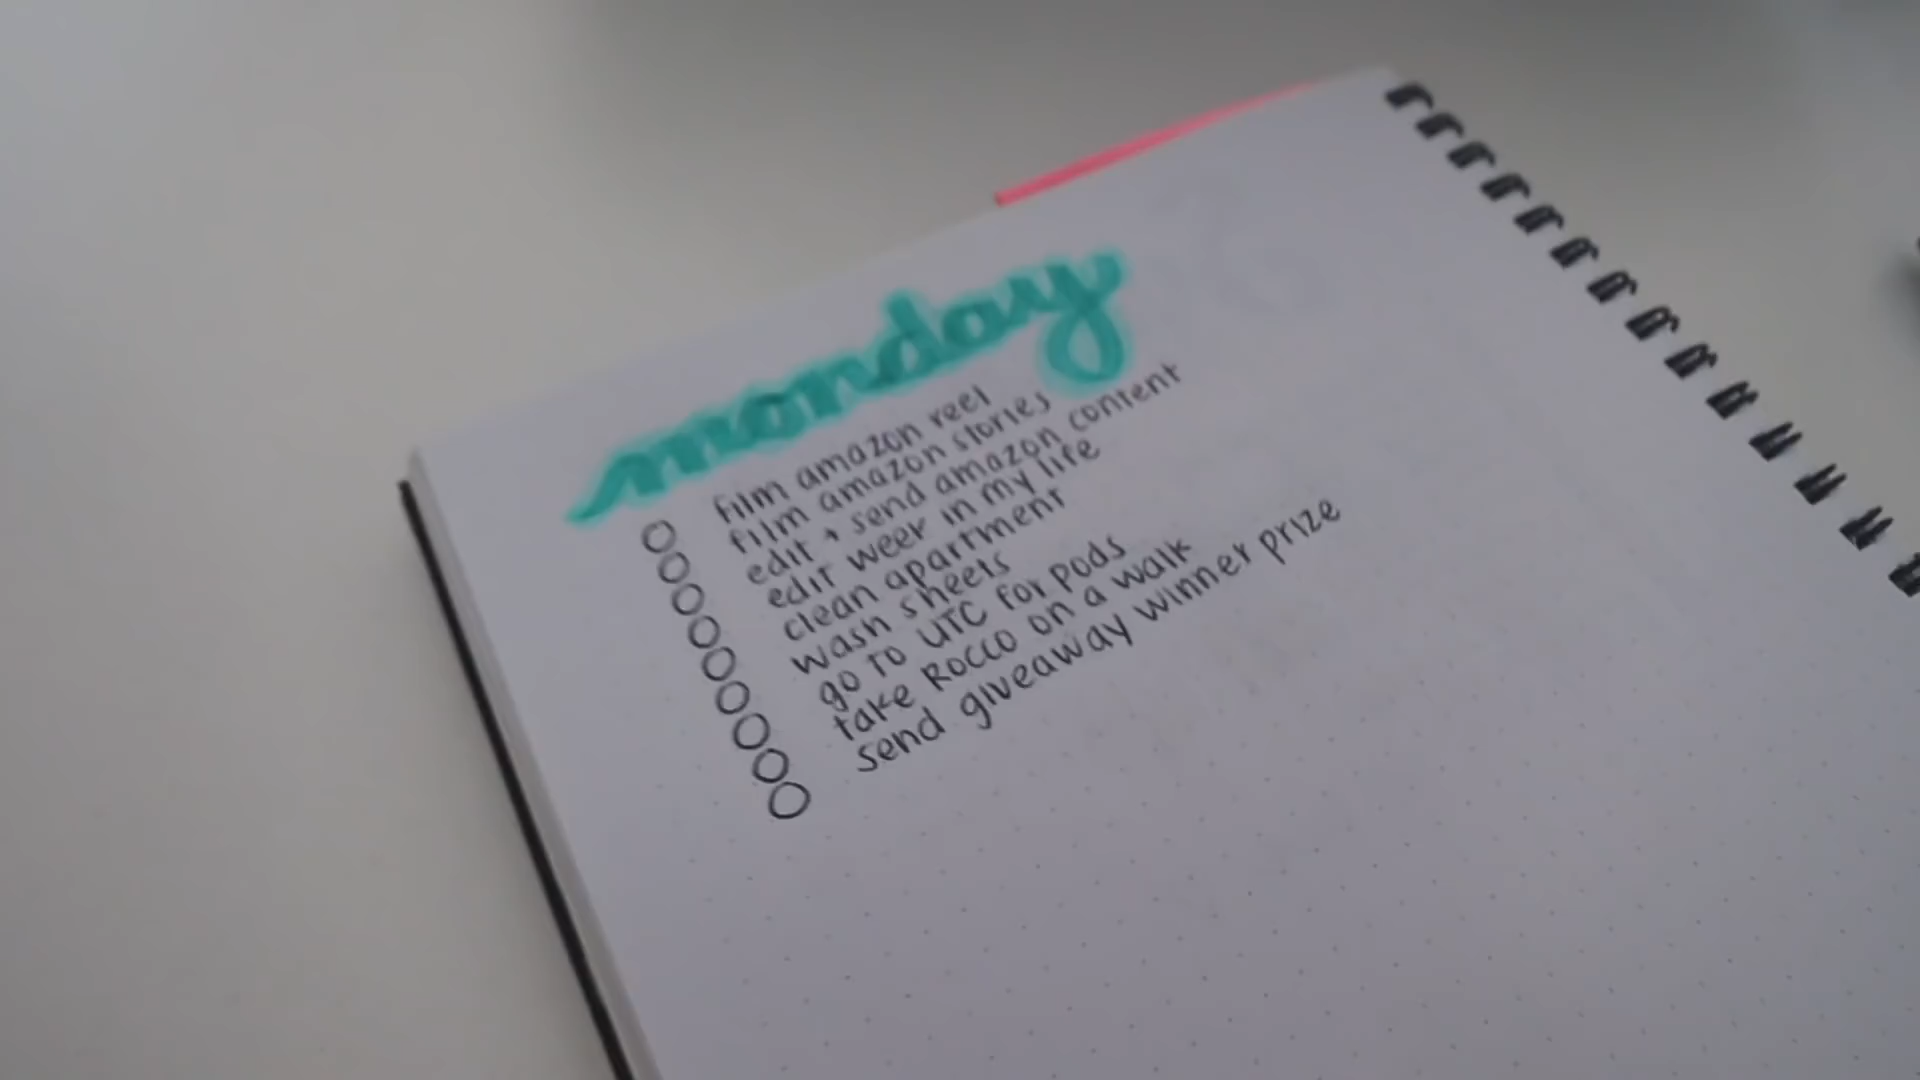 monday
film amazon reel
film amazon stories
edit + send amazon content
edit week in my life
clean apartment
wash sheets
go to UTC for pods
take Rocco on a walk
send giveaway winner prize